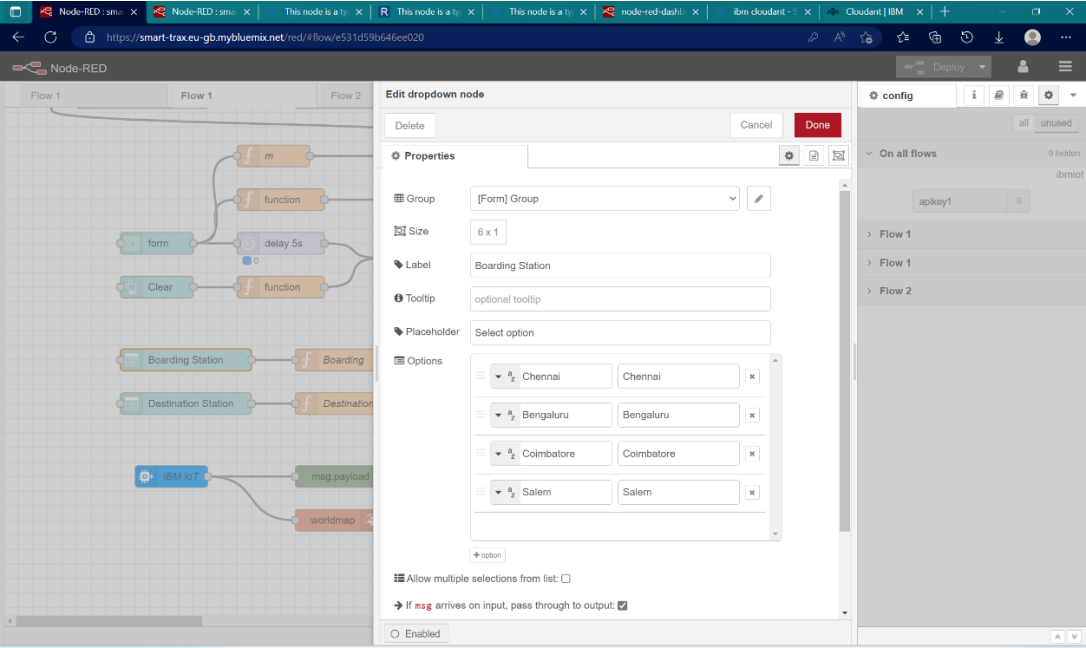 Node-RED : smar
Node-RED : smar
This node is a ty
R This node is a ty
This node is a ty
node-red-dashb
ibm cloudant - S
Cloudant | IBM
https://smart-trax.eu-gb.mybluemix.net/red/#flow/e531d59b646ee020
Node-RED
Deploy
Flow 1
Flow 1
Flow 2
Edit dropdown node
config
Delete
Cancel
Done
all
unused
Properties
On all flows
9 hidden
ibmiot
apikey1
0
Flow 1
Flow 1
Flow 2
m
function
form
delay 5s
0
Clear
function
Boarding Station
Boarding
Destination Station
Destination
IBM IoT
msg.payload
worldmap
Group
[Form] Group
Size
6 x 1
Label
Boarding Station
Tooltip
optional tooltip
Placeholder
Select option
Options
Chennai
Chennai
Bengaluru
Bengaluru
Coimbatore
Coimbatore
Salem
Salem
option
Allow multiple selections from list:
If msg arrives on input, pass through to output:
Enabled